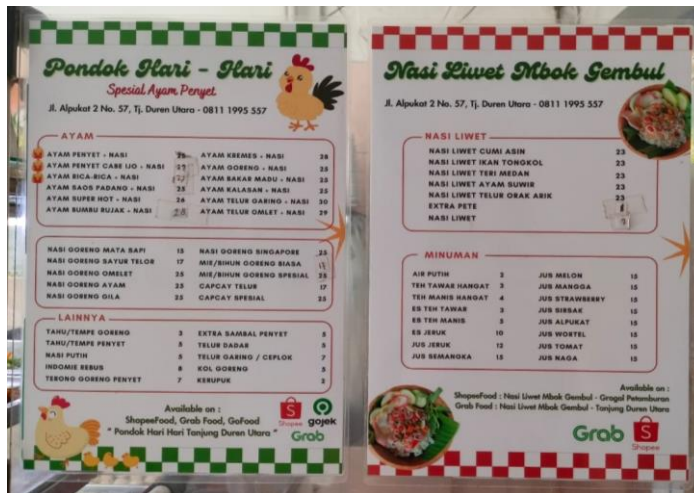 Pondok Hari - Hari
Spesial Ayam Penyet
Jl. Alpukat 2 No. 57, Tj. Duren Utara - 0811 1995 557
AYAM
AYAM PENYET + NASI
AYAM PENYET CABE IJO + NASI
AYAM RICA-RICA + NASI
AYAM SAOS PADANG + NASI 25
AYAM SUPER HOT + NASI 26
AYAM BUMBU RUJAK + NASI 28
AYAM KREMES + NASI 28
AYAM GORENG + NASI 25
AYAM BAKAR MADU + NASI 25
AYAM KALASAN + NASI 25
AYAM TELUR GARING + NASI 30
AYAM TELUR OMLET + NASI 29
NASI GORENG MATA SAPI 15
NASI GORENG SAYUR TELOR 17
NASI GORENG OMELET 25
NASI GORENG AYAM 25
NASI GORENG GILA 25
NASI GORENG SINGAPORE 25
MIE/BIHUN GORENG BIASA
MIE/BIHUN GORENG SPESIAL 25
CAPCAY TELUR 17
CAPCAY SPESIAL 25
LAINNYA
TAHU/TEMPE GORENG 3
TAHU/TEMPE PENYET 5
NASI PUTIH 5
INDOMIE REBUS 8
TERONG GORENG PENYET 7
EXTRA SAMBAL PENYET 5
TELUR DADAR 5
TELUR GARING / CEPLOK 7
KOL GORENG 5
KERUPUK 2
Available on :
ShopeeFood, Grab Food, GoFood
" Pondok Hari Hari Tanjung Duren Utara "
Shopee
gojek
Grab
Nasi Liwet Mbok Gembul
Jl. Alpukat 2 No. 57, Tj. Duren Utara - 0811 1995 557
NASI LIWET
NASI LIWET CUMI ASIN 23
NASI LIWET IKAN TONGKOL 23
NASI LIWET TERI MEDAN 23
NASI LIWET AYAM SUWIR 23
NASI LIWET TELUR ORAK ARIK 23
EXTRA PETE
NASI LIWET
MINUMAN
AIR PUTIH 2
TEH TAWAR HANGAT 3
TEH MANIS HANGAT 4
ES TEH TAWAR 3
ES TEH MANIS 5
ES JERUK 10
JUS JERUK 12
JUS SEMANGKA 15
JUS MELON 15
JUS MANGGA 15
JUS STRAWBERRY 15
JUS SIRSAK 15
JUS ALPUKAT 15
JUS WORTEL 15
JUS TOMAT 15
JUS NAGA 15
Available on :
ShopeeFood : Nasi Liwet Mbok Gembul - Grogol Petamburan
Grab Food : Nasi Liwet Mbok Gembul - Tanjung Duren Utara
Grab
Shopee